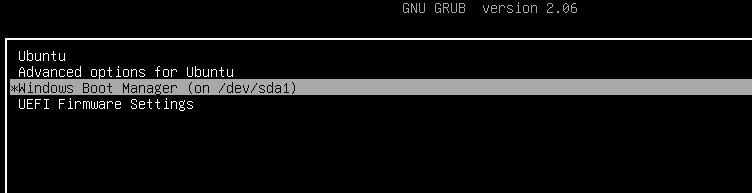 GNU GRUB version 2.06
Ubuntu
Advanced options for Ubuntu
*Windows Boot Manager (on /dev/sda1)
UEFI Firmware Settings